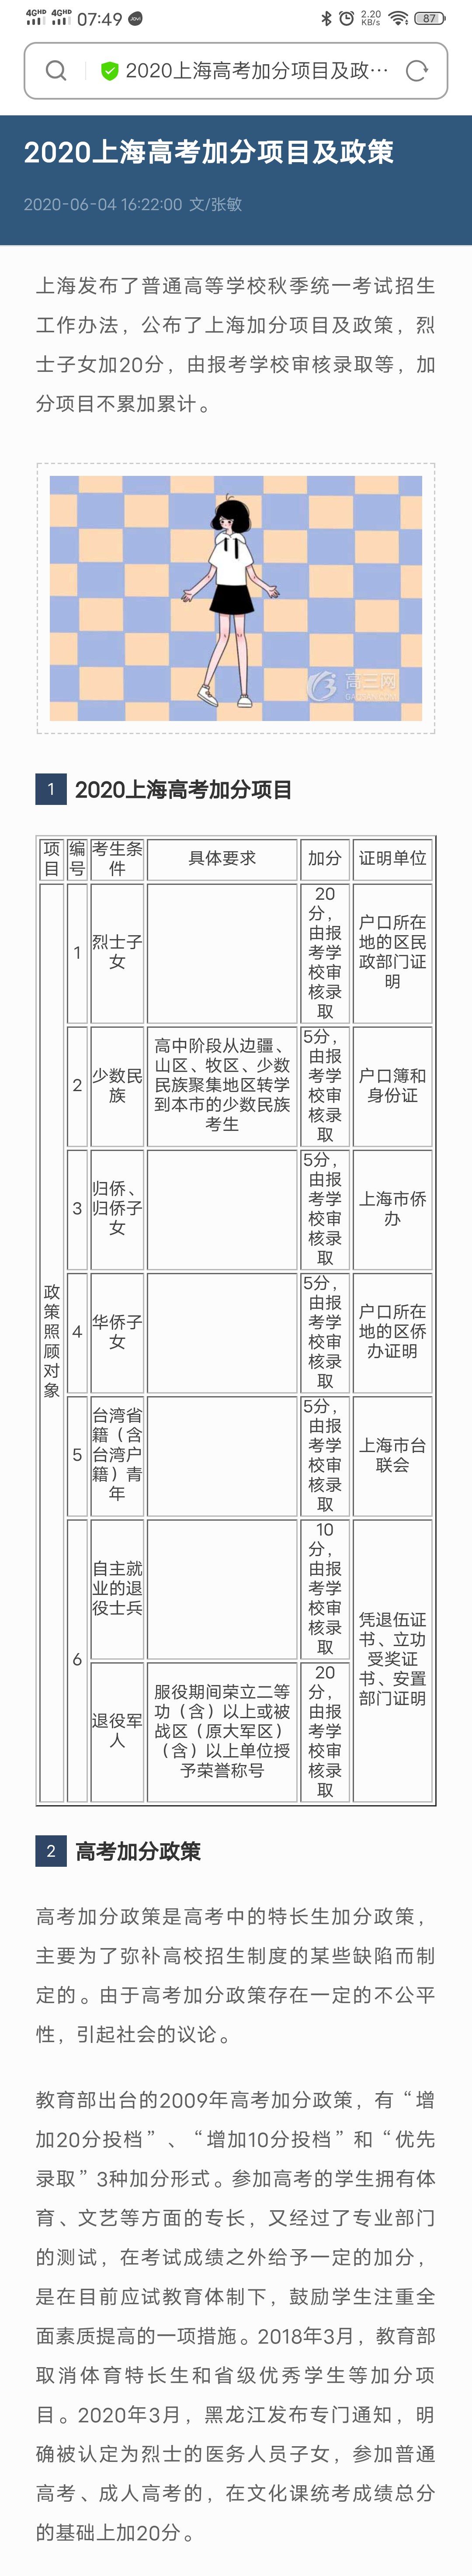 4GHD 4GHD 07:49 JOVI 2.20 KB/s 87
2020上海高考加分项目及政···
2020上海高考加分项目及政策
2020-06-04 16:22:00 文/张敏
上海发布了普通高等学校秋季统一考试招生
工作办法，公布了上海加分项目及政策，烈
士子女加20分，由报考学校审核录取等，加
分项目不累加累计。
高三网
1 2020上海高考加分项目
项目 编号 考生条件 具体要求 加分 证明单位
政策照顾对象
1 烈士子女 20分，由报考学校审核录取 户口所在地的区民政部门证明
2 少数民族 高中阶段从边疆、山区、牧区、少数民族聚集地区转学到本市的少数民族考生 5分，由报考学校审核录取 户口簿和身份证
3 归侨、归侨子女 5分，由报考学校审核录取 上海市侨办
4 华侨子女 5分，由报考学校审核录取 户口所在地的区侨办证明
5 台湾省籍（含台湾户籍）青年 5分，由报考学校审核录取 上海市台联会
6 自主就业的退役士兵 10分，由报考学校审核录取 凭退伍证书、立功受奖证书、安置部门证明
退役军人 服役期间荣立二等功（含）以上或被战区（原大军区）（含）以上单位授予荣誉称号 20分，由报考学校审核录取
2 高考加分政策
高考加分政策是高考中的特长生加分政策，
主要为了弥补高校招生制度的某些缺陷而制
定的。由于高考加分政策存在一定的不公平
性，引起社会的议论。
教育部出台的2009年高考加分政策，有“增
加20分投档”、“增加10分投档”和“优先
录取”3种加分形式。参加高考的学生拥有体
育、文艺等方面的专长，又经过了专业部门
的测试，在考试成绩之外给予一定的加分，
是在目前应试教育体制下，鼓励学生注重全
面素质提高的一项措施。2018年3月，教育部
取消体育特长生和省级优秀学生等加分项
目。2020年3月，黑龙江发布专门通知，明
确被认定为烈士的医务人员子女，参加普通
高考、成人高考的，在文化课统考成绩总分
的基础上加20分。